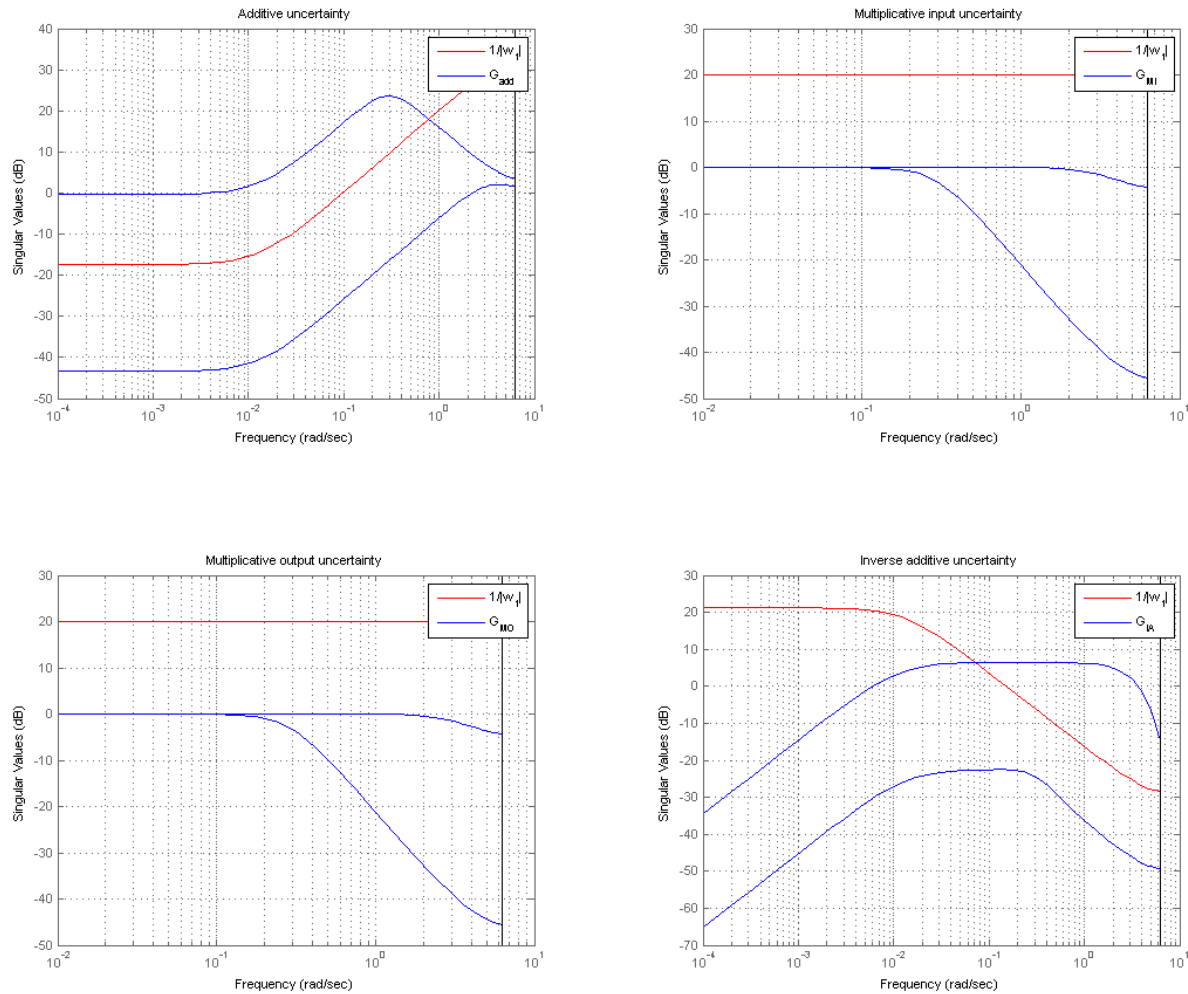 Additive uncertainty
40
30
20
10
0
-10
-20
-30
-40
-50
Singular Values (dB)
10^-4
10^-3
10^-2
10^-1
10^0
10^1
Frequency (rad/sec)
1/|w_1|
G_add
Multiplicative input uncertainty
30
20
10
0
-10
-20
-30
-40
-50
Singular Values (dB)
10^-2
10^-1
10^0
10^1
Frequency (rad/sec)
1/|w_1|
G_MI
Multiplicative output uncertainty
30
20
10
0
-10
-20
-30
-40
-50
Singular Values (dB)
10^-2
10^-1
10^0
10^1
Frequency (rad/sec)
1/|w_1|
G_MO
Inverse additive uncertainty
30
20
10
0
-10
-20
-30
-40
-50
-60
-70
Singular Values (dB)
10^-4
10^-3
10^-2
10^-1
10^0
10^1
Frequency (rad/sec)
1/|w_1|
G_IA